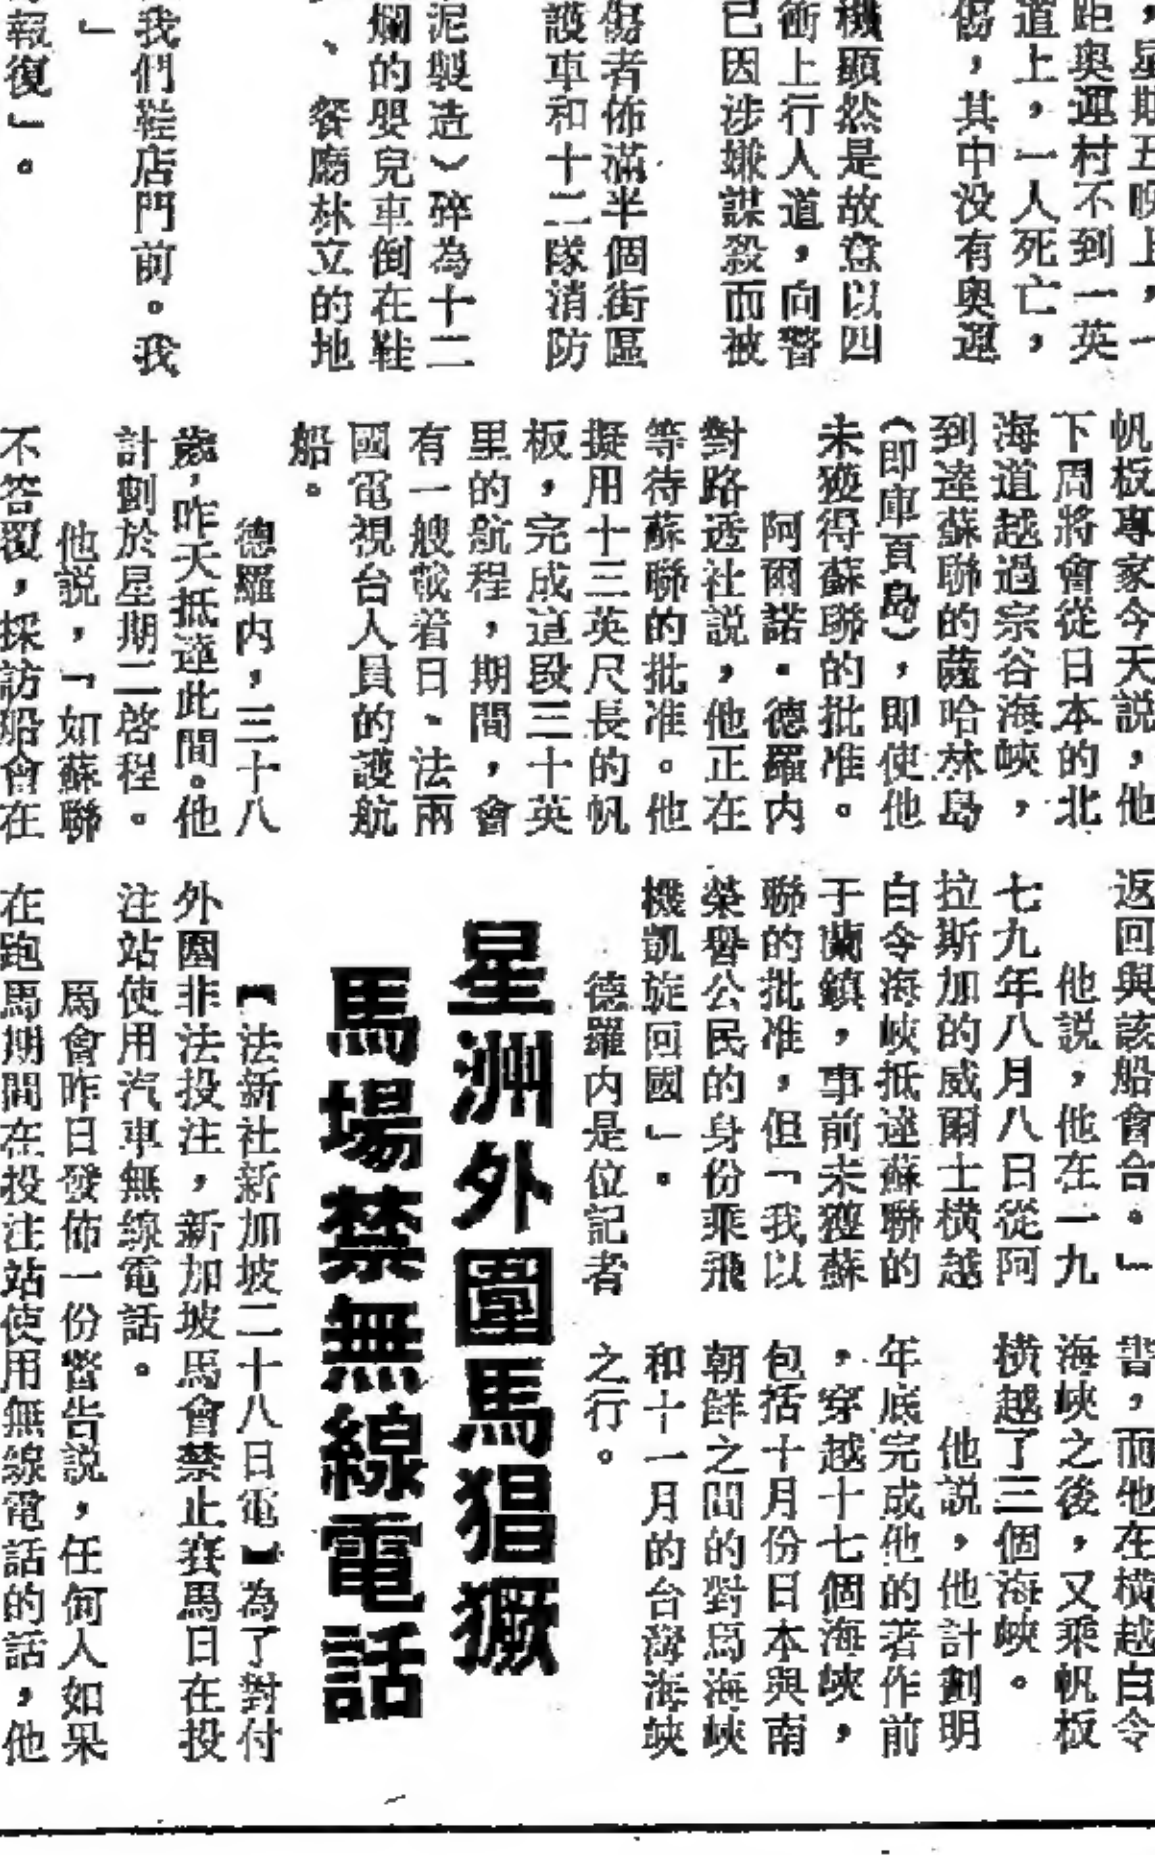 ，星期五晚上，一
距奧運村不到一英
道上，一人死亡，
傷，其中没有奧運
機顯然是故意以四
衝上行人道，向警
已因涉嫌謀殺而被
傷者佈滿半個街區
護車和十二隊消防
泥製造）碎為十二
爛的嬰兒車倒在鞋
、餐廳林立的地
我們鞋店門前。我
」
報復」。
帆板專家今天説，他
下周將會從日本的北
海道越過宗谷海峽，
到達蘇聯的薩哈林島
（即庫頁島），即使他
未獲得蘇聯的批准。
阿爾諾·德羅内
對路透社説，他正在
等待蘇聯的批准。他
擬用十三英尺長的帆
板，完成這段三十英
里的航程，期間，會
有一艘載着日、法兩
國電視台人員的護航
船。
德羅内，三十八
歲，昨天抵達此間。他
計劃於星期二啓程。
他説，「如蘇聯
不答覆，採訪船會在
返回與該船會合。」
他説，他在一九
七九年八月八日從阿
拉斯加的威爾士横越
白令海峽抵達蘇聯的
于蘭鎮，事前未獲蘇
聯的批准，但「我以
榮譽公民的身份乘飛
機凱旋回國」。
德羅内是位記者
，而他在横越白令
海峽之後，又乘帆板
横越了三個海峽。
他説，他計劃明
年底完成他的著作前
，穿越十七個海峽，
包括十月份日本與南
朝鮮之間的對馬海峽
和十一月的台灣海峽
之行。
星洲外圍馬猖獗
馬場禁無線電話
【法新社新加坡二十八日電】為了對付
外圍非法投注，新加坡馬會禁止賽馬日在投
注站使用汽車無線電話。
馬會昨日發佈一份警告説，任何人如果
在跑馬期間在投注站使用無線電話的話，他